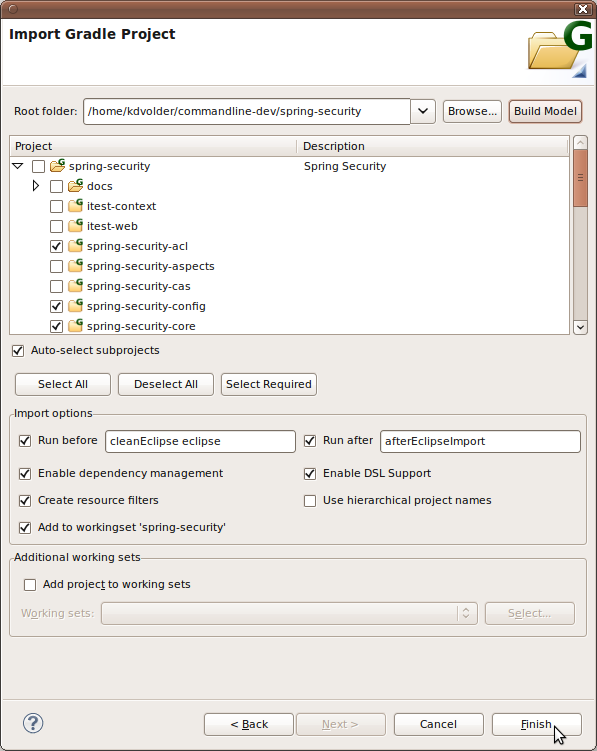 Import Gradle Project
G
Root folder: /home/kdvolder/commandline-dev/spring-security Browse... Build Model
Project Description
spring-security Spring Security
docs
itest-context
itest-web
spring-security-acl
spring-security-aspects
spring-security-cas
spring-security-config
spring-security-core
Auto-select subprojects
Select All Deselect All Select Required
Import options
Run before cleanEclipse eclipse Run after afterEclipseImport
Enable dependency management Enable DSL Support
Create resource filters Use hierarchical project names
Add to workingset 'spring-security'
Additional working sets
Add project to working sets
Working sets: Select...
? < Back Next > Cancel Finish